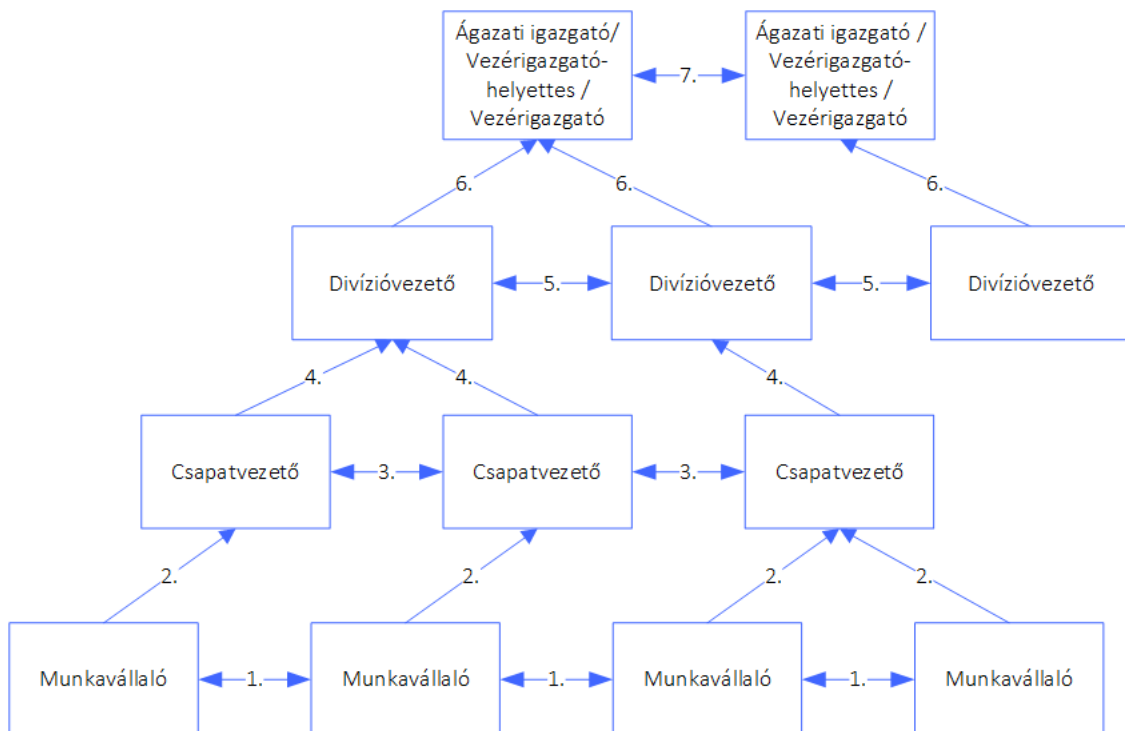 Ágazati igazgató/
Vezérigazgató-
helyettes /
Vezérigazgató
7.
Ágazati igazgató /
Vezérigazgató-
helyettes /
Vezérigazgató
6.
6.
6.
Divízióvezető
5.
Divízióvezető
5.
Divízióvezető
4.
4.
4.
Csapatvezető
3.
Csapatvezető
3.
Csapatvezető
2.
2.
2.
2.
Munkavállaló
1.
Munkavállaló
1.
Munkavállaló
1.
Munkavállaló